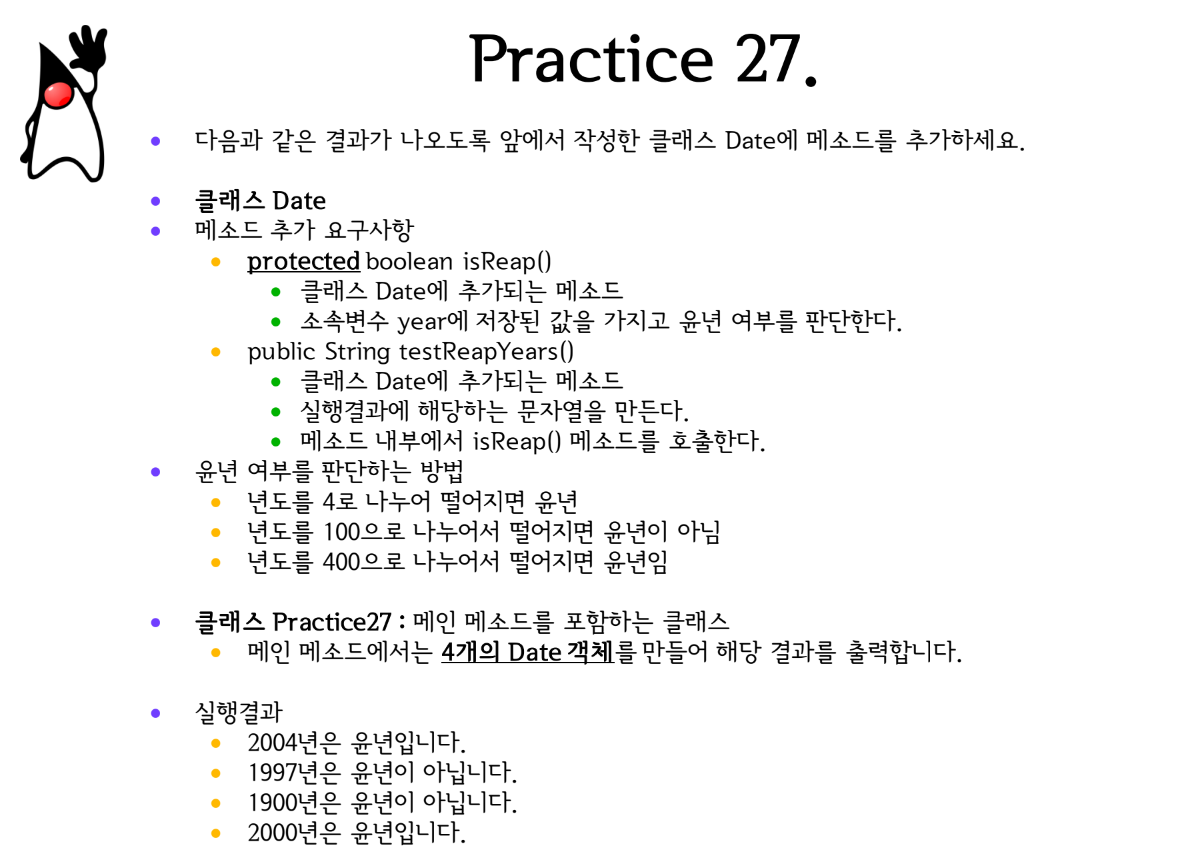 Practice 27.
다음과 같은 결과가 나오도록 앞에서 작성한 클래스 Date에 메소드를 추가하세요.
클래스 Date
메소드 추가 요구사항
protected boolean isReap()
클래스 Date에 추가되는 메소드
소속변수 year에 저장된 값을 가지고 윤년 여부를 판단한다.
public String testReapYears()
클래스 Date에 추가되는 메소드
실행결과에 해당하는 문자열을 만든다.
메소드 내부에서 isReap() 메소드를 호출한다.
윤년 여부를 판단하는 방법
년도를 4로 나누어 떨어지면 윤년
년도를 100으로 나누어서 떨어지면 윤년이 아님
년도를 400으로 나누어서 떨어지면 윤년임
클래스 Practice27 : 메인 메소드를 포함하는 클래스
메인 메소드에서는 4개의 Date 객체를 만들어 해당 결과를 출력합니다.
실행결과
2004년은 윤년입니다.
1997년은 윤년이 아닙니다.
1900년은 윤년이 아닙니다.
2000년은 윤년입니다.